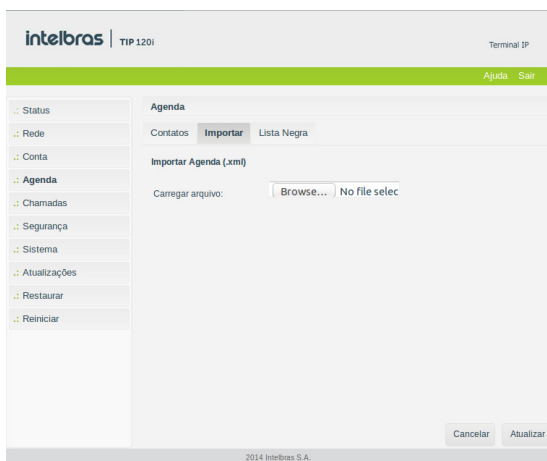 intelbras | TIP 120i
Terminal IP
Ajuda Sair
.: Status
.: Rede
.: Conta
.: Agenda
.: Chamadas
.: Segurança
.: Sistema
.: Atualizações
.: Restaurar
.: Reiniciar
Agenda
Contatos Importar Lista Negra
Importar Agenda (.xml)
Carregar arquivo: Browse... No file selec
Cancelar Atualizar
2014 Intelbras S.A.